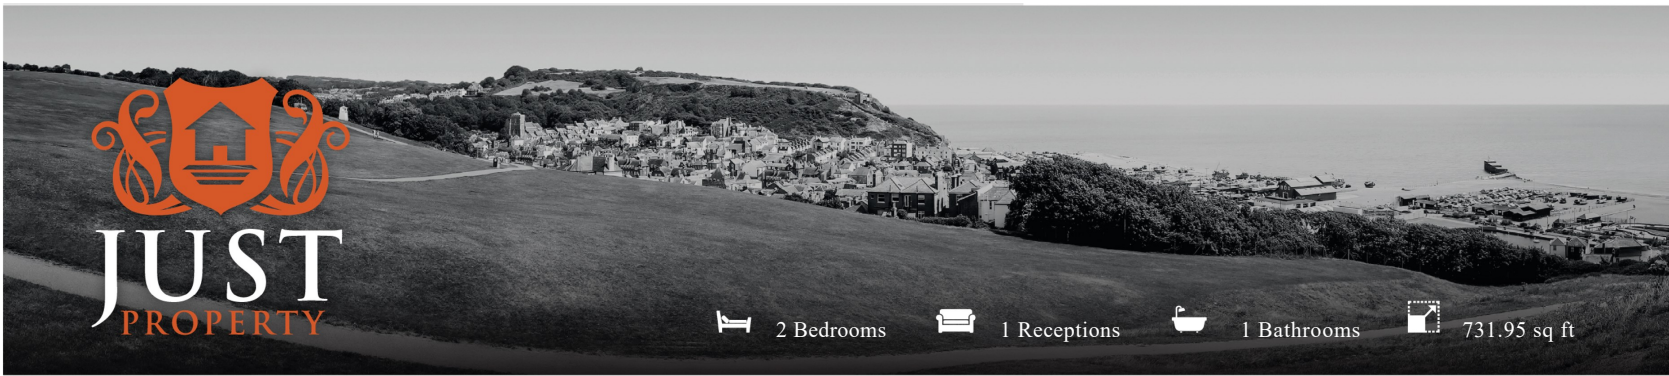 JUST
PROPERTY
2 Bedrooms 1 Receptions 1 Bathrooms 731.95 sq ft